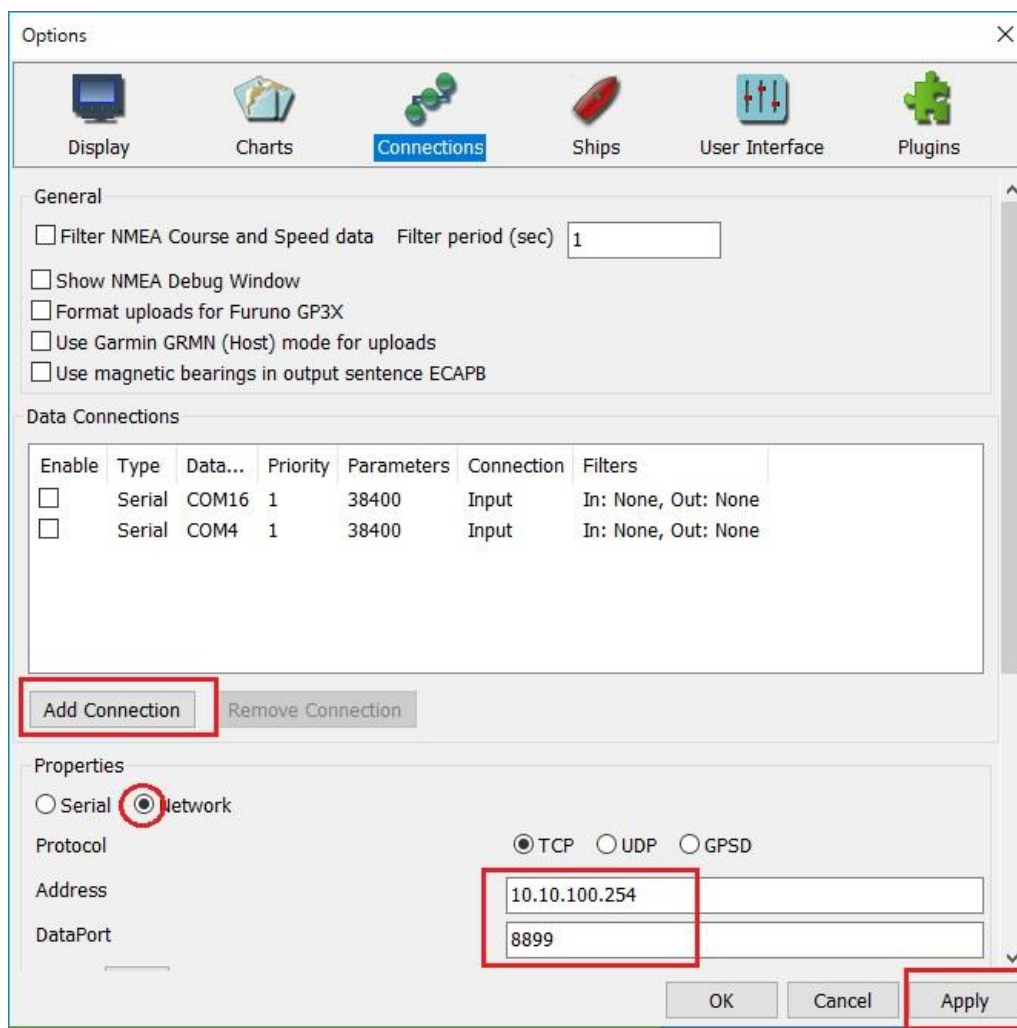 Options
Display Charts Connections Ships User Interface Plugins
General
Filter NMEA Course and Speed data Filter period (sec) 1
Show NMEA Debug Window
Format uploads for Furuno GP3X
Use Garmin GRMN (Host) mode for uploads
Use magnetic bearings in output sentence ECAPB
Data Connections
Enable Type Data... Priority Parameters Connection Filters
Serial COM16 1 38400 Input In: None, Out: None
Serial COM4 1 38400 Input In: None, Out: None
Add Connection Remove Connection
Properties
Serial Network
Protocol TCP UDP GPSD
Address 10.10.100.254
DataPort 8899
OK Cancel Apply